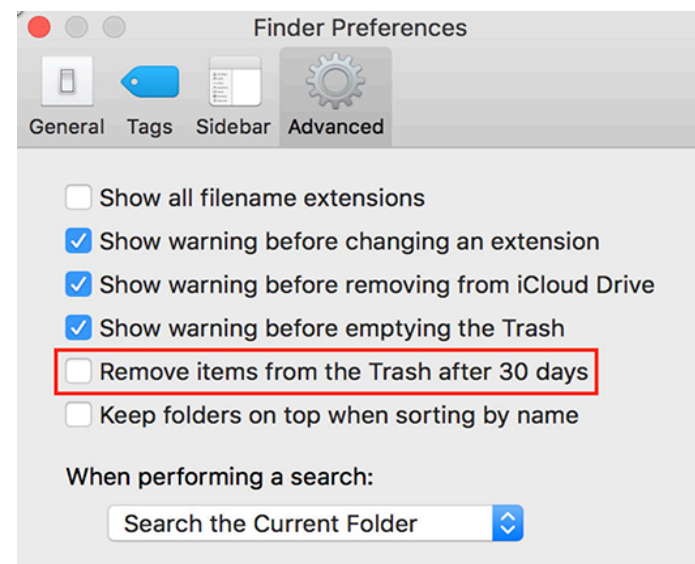 Finder Preferences
General Tags Sidebar Advanced
Show all filename extensions
Show warning before changing an extension
Show warning before removing from iCloud Drive
Show warning before emptying the Trash
Remove items from the Trash after 30 days
Keep folders on top when sorting by name
When performing a search:
Search the Current Folder